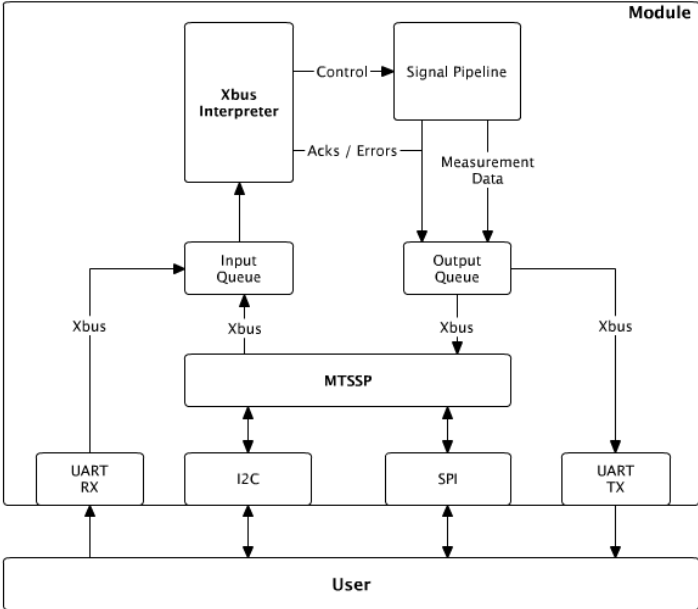 Module
Xbus
Interpreter
Control
Signal Pipeline
Acks / Errors
Measurement
Data
Input
Queue
Output
Queue
Xbus
Xbus
Xbus
Xbus
MTSSP
UART
RX
I2C
SPI
UART
TX
User